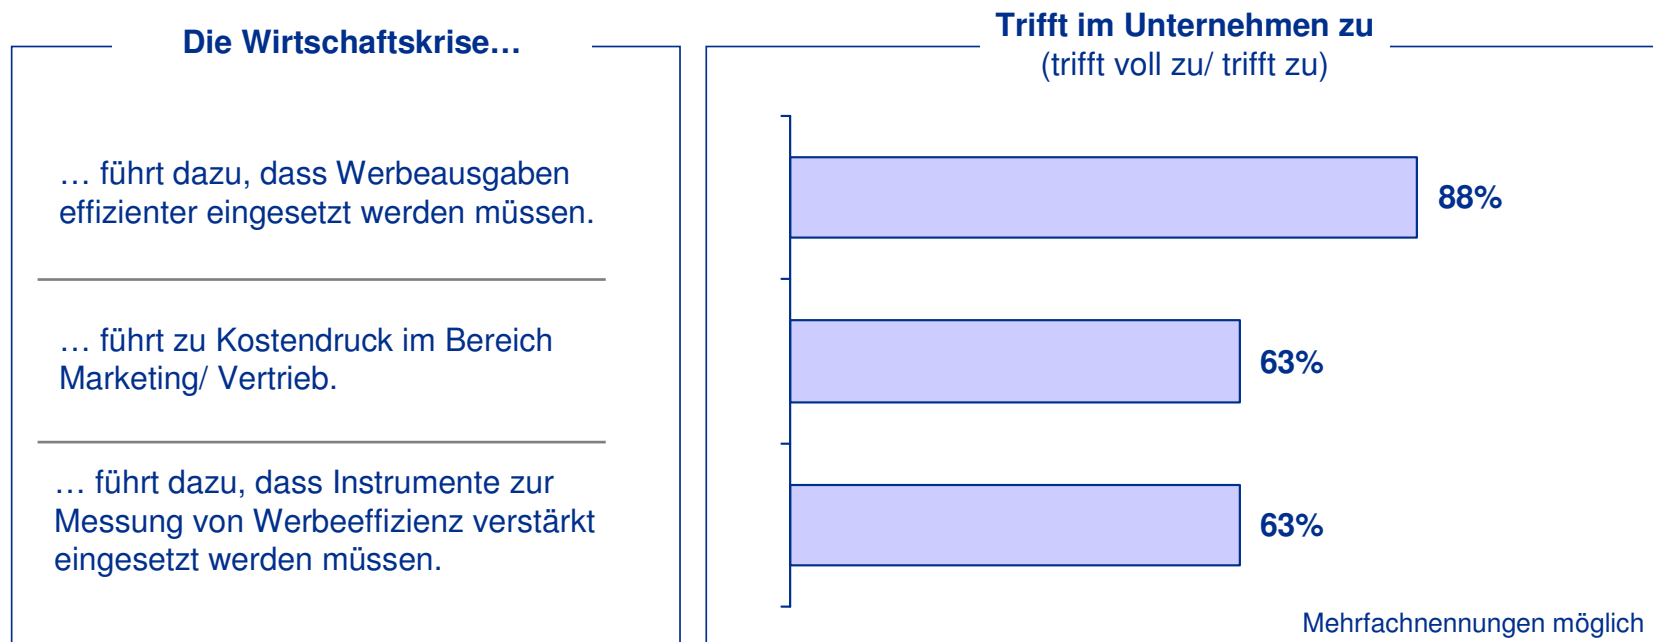 Die Wirtschaftskrise…
Trifft im Unternehmen zu
(trifft voll zu/ trifft zu)
… führt dazu, dass Werbeausgaben
effizienter eingesetzt werden müssen.
88%
… führt zu Kostendruck im Bereich
Marketing/ Vertrieb.
63%
… führt dazu, dass Instrumente zur
Messung von Werbeeffizienz verstärkt
eingesetzt werden müssen.
63%
Mehrfachnennungen möglich